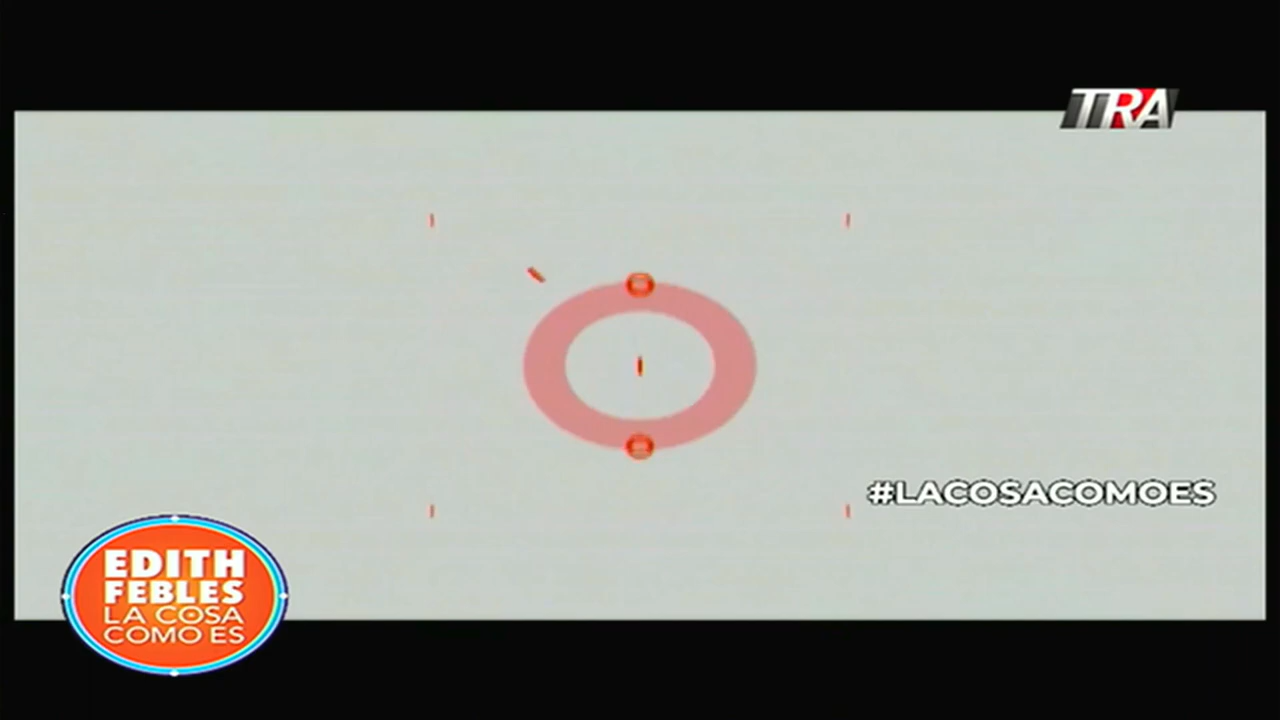 TRA
#LACOSACOMOES
EDITH
FEBLES
LA COSA
COMO ES